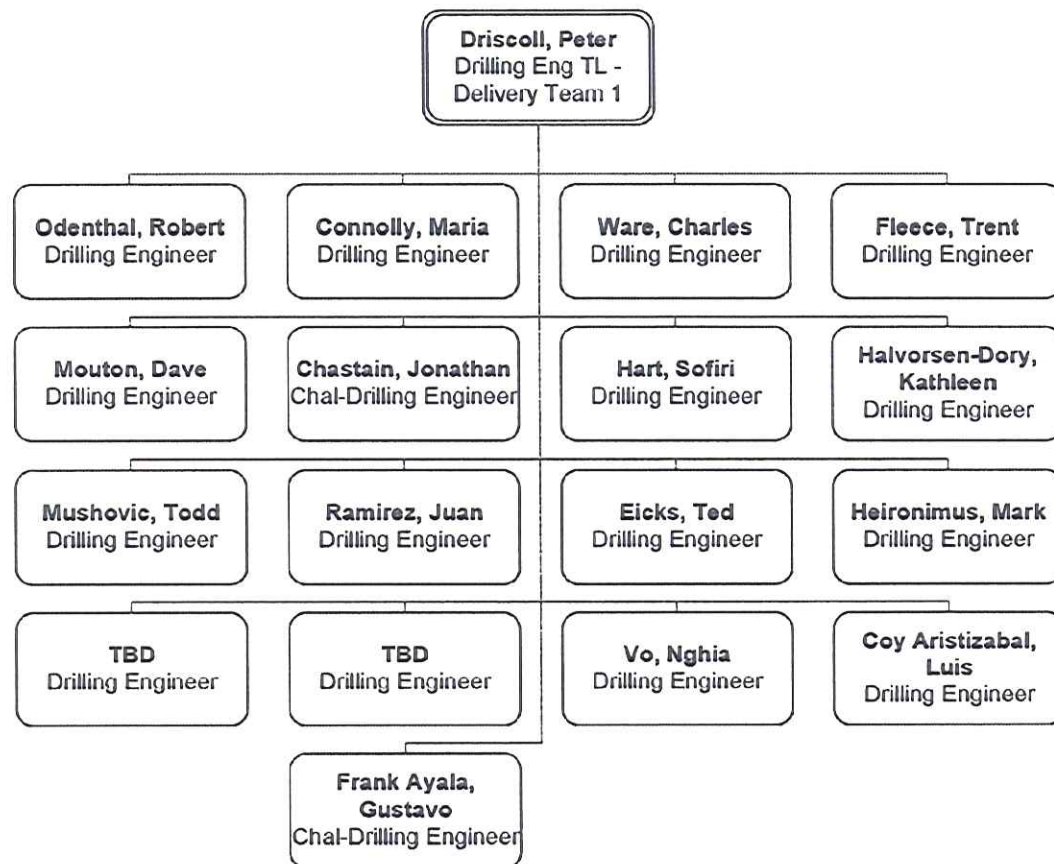 Driscoll, Peter
Drilling Eng TL -
Delivery Team 1
Odenthal, Robert
Drilling Engineer
Connolly, Maria
Drilling Engineer
Ware, Charles
Drilling Engineer
Fleece, Trent
Drilling Engineer
Mouton, Dave
Drilling Engineer
Chastain, Jonathan
Chal-Drilling Engineer
Hart, Sofiri
Drilling Engineer
Halvorsen-Dory,
Kathleen
Drilling Engineer
Mushovic, Todd
Drilling Engineer
Ramirez, Juan
Drilling Engineer
Eicks, Ted
Drilling Engineer
Heironimus, Mark
Drilling Engineer
TBD
Drilling Engineer
TBD
Drilling Engineer
Vo, Nghia
Drilling Engineer
Coy Aristizabal,
Luis
Drilling Engineer
Frank Ayala,
Gustavo
Chal-Drilling Engineer